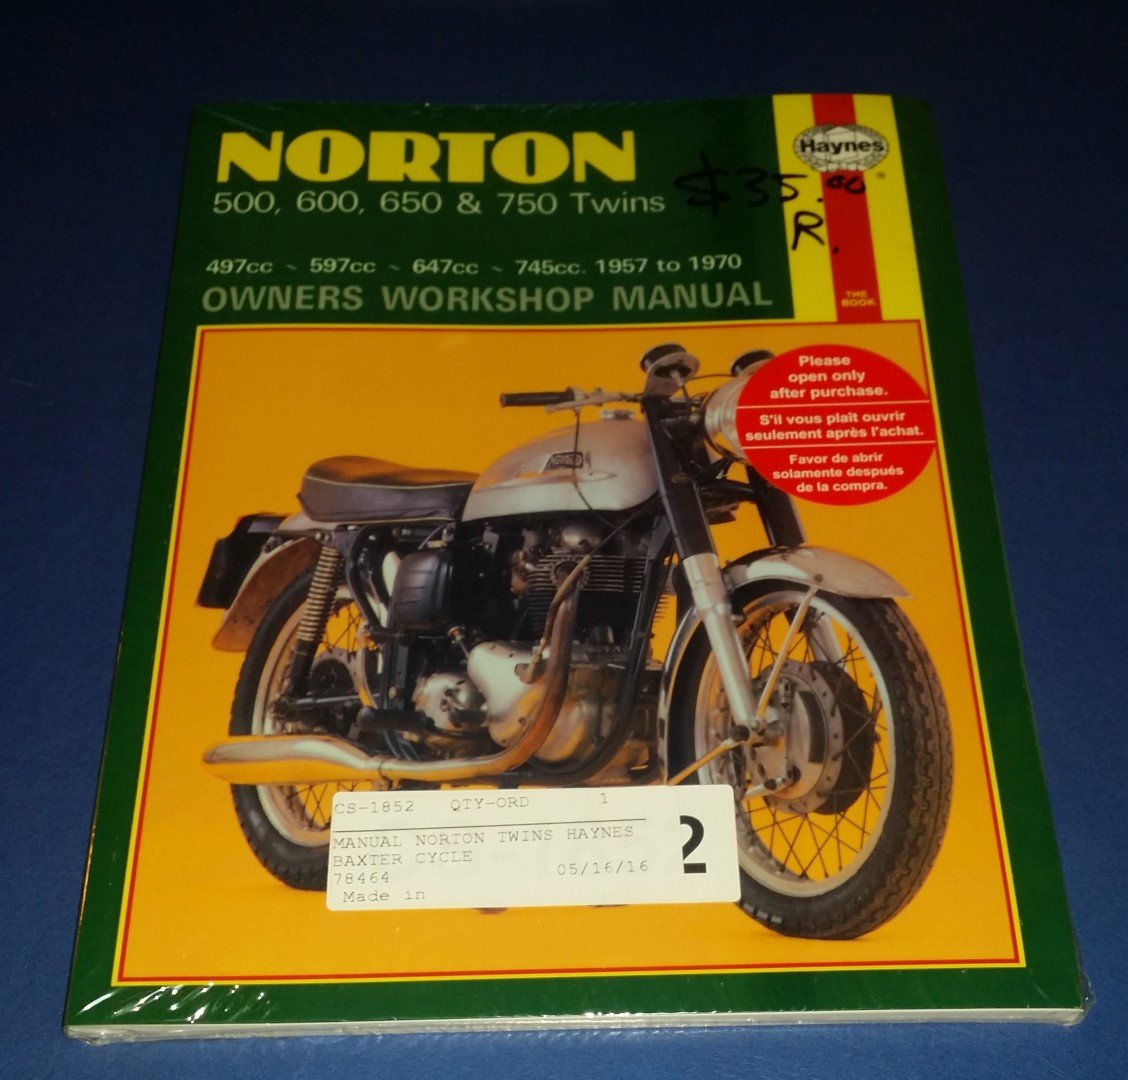 NORTON
Haynes
®
$35.00
R.
500, 600, 650 & 750 Twins
497cc ~ 597cc ~ 647cc ~ 745cc. 1957 to 1970
OWNERS WORKSHOP MANUAL
THE
BOOK
Please
open only
after purchase.
S'il vous plaît ouvrir
seulement après l'achat.
Favor de abrir
solamente después
de la compra.
NORTON
CS-1852 QTY-ORD 1
MANUAL NORTON TWINS HAYNES
BAXTER CYCLE
78464 05/16/16
Made in
2